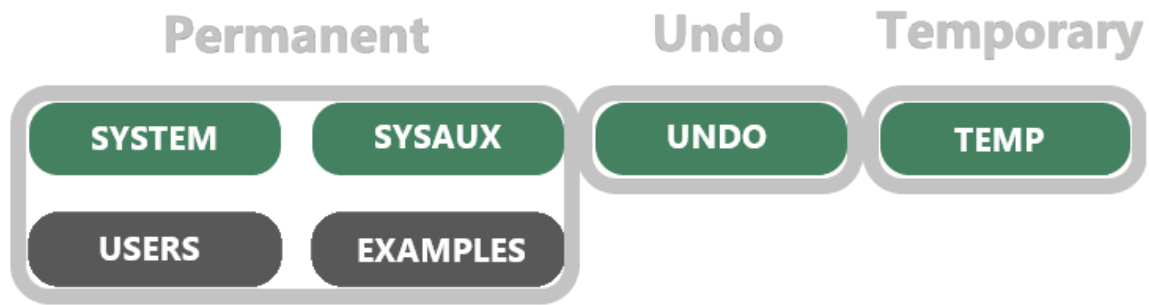 Permanent Undo Temporary
SYSTEM SYSAUX UNDO TEMP
USERS EXAMPLES